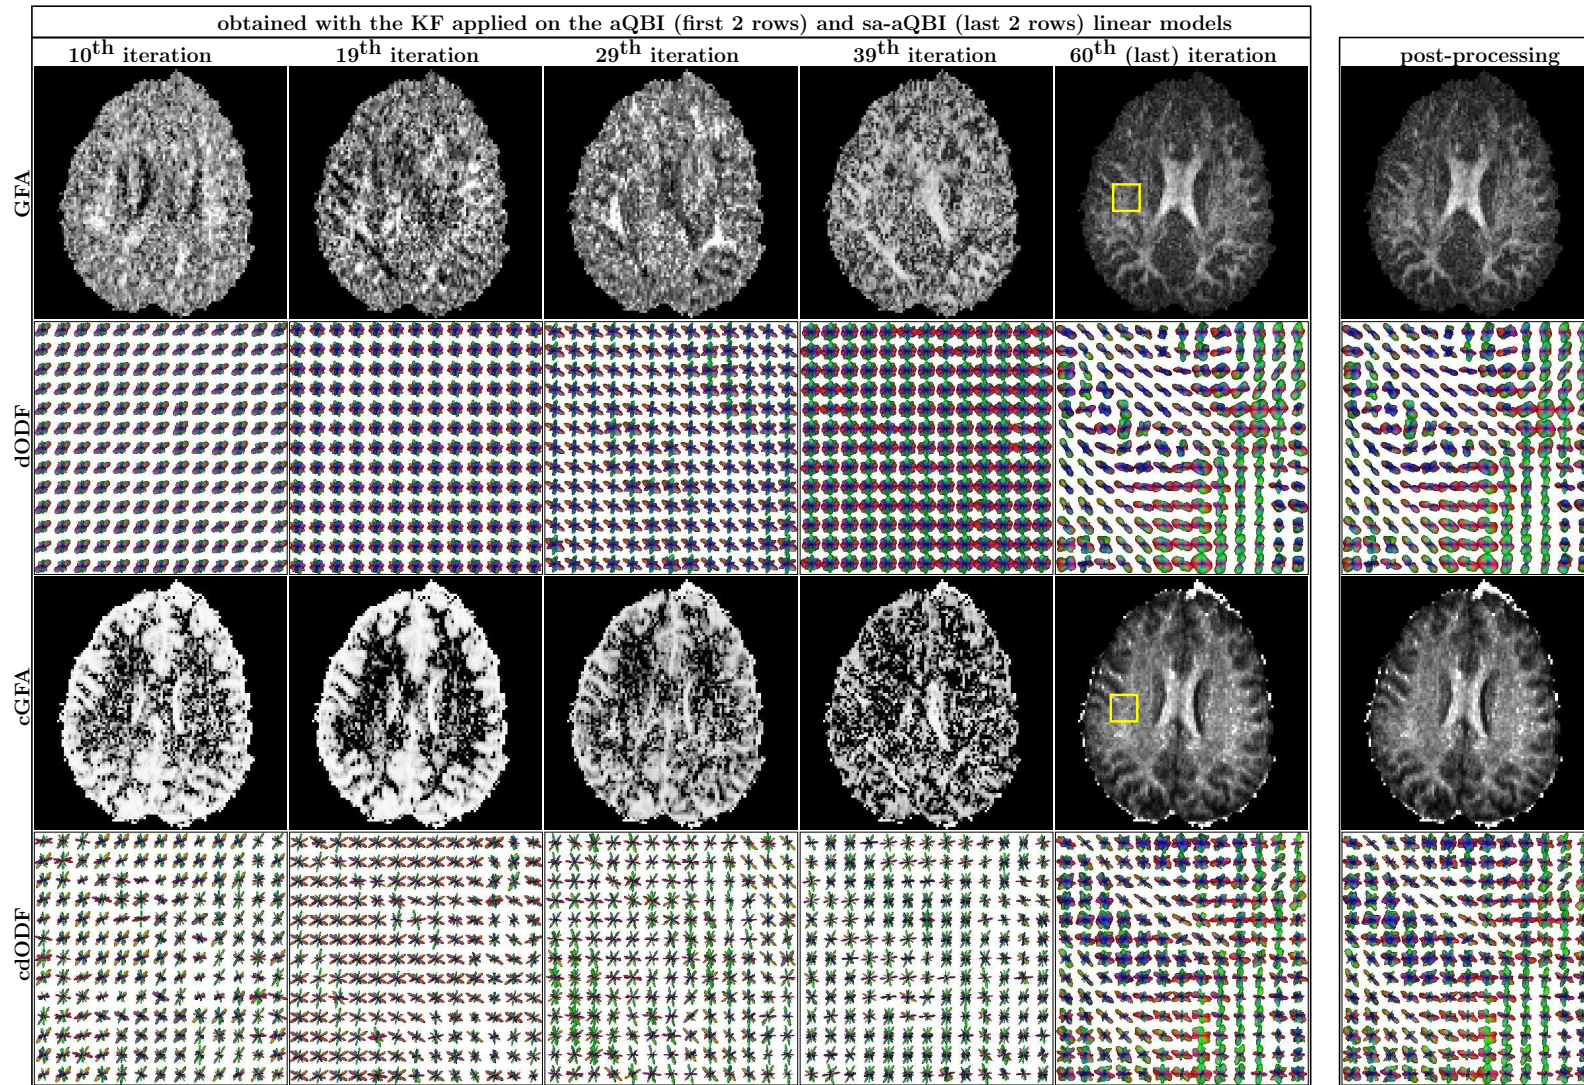 obtained with the KF applied on the aQBI (first 2 rows) and sa-aQBI (last 2 rows) linear models
10th iteration 19th iteration 29th iteration 39th iteration 60th (last) iteration post-processing
GFA
dODF
cGFA
cdODF